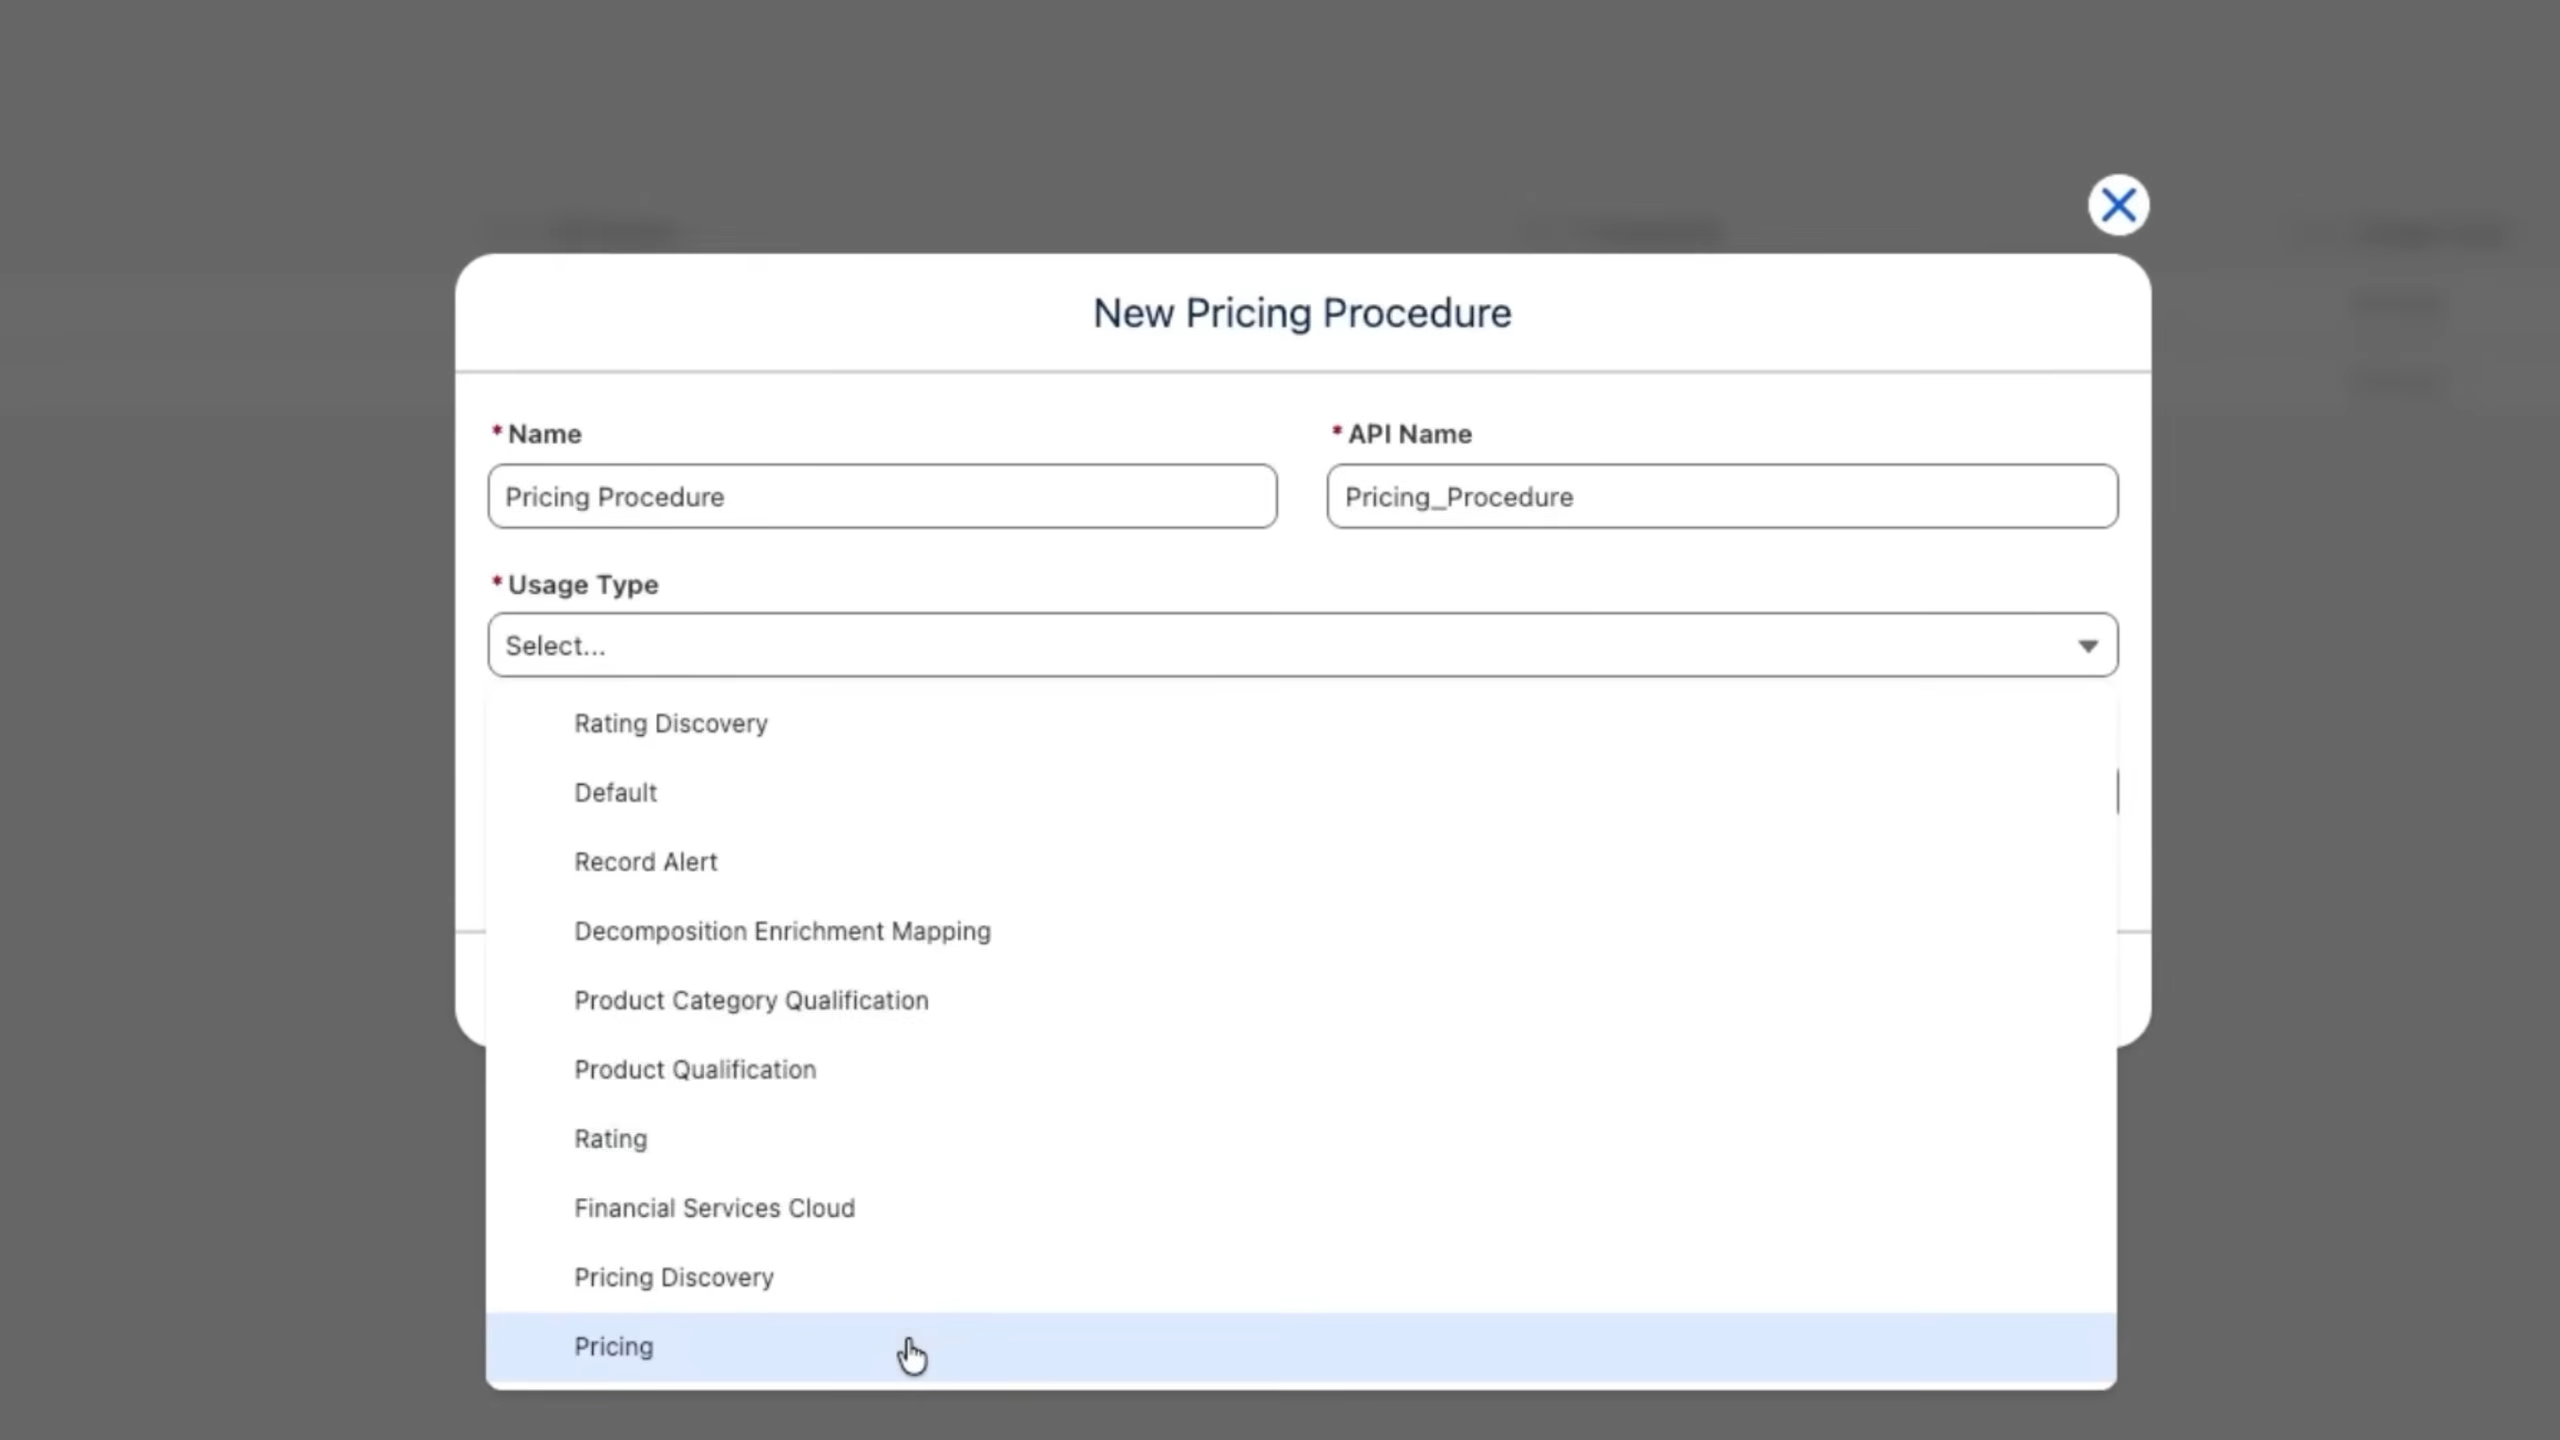 New Pricing Procedure
* Name
* API Name
Pricing Procedure
Pricing_Procedure
* Usage Type
Select...
Rating Discovery
Default
Record Alert
Decomposition Enrichment Mapping
Product Category Qualification
Product Qualification
Rating
Financial Services Cloud
Pricing Discovery
Pricing